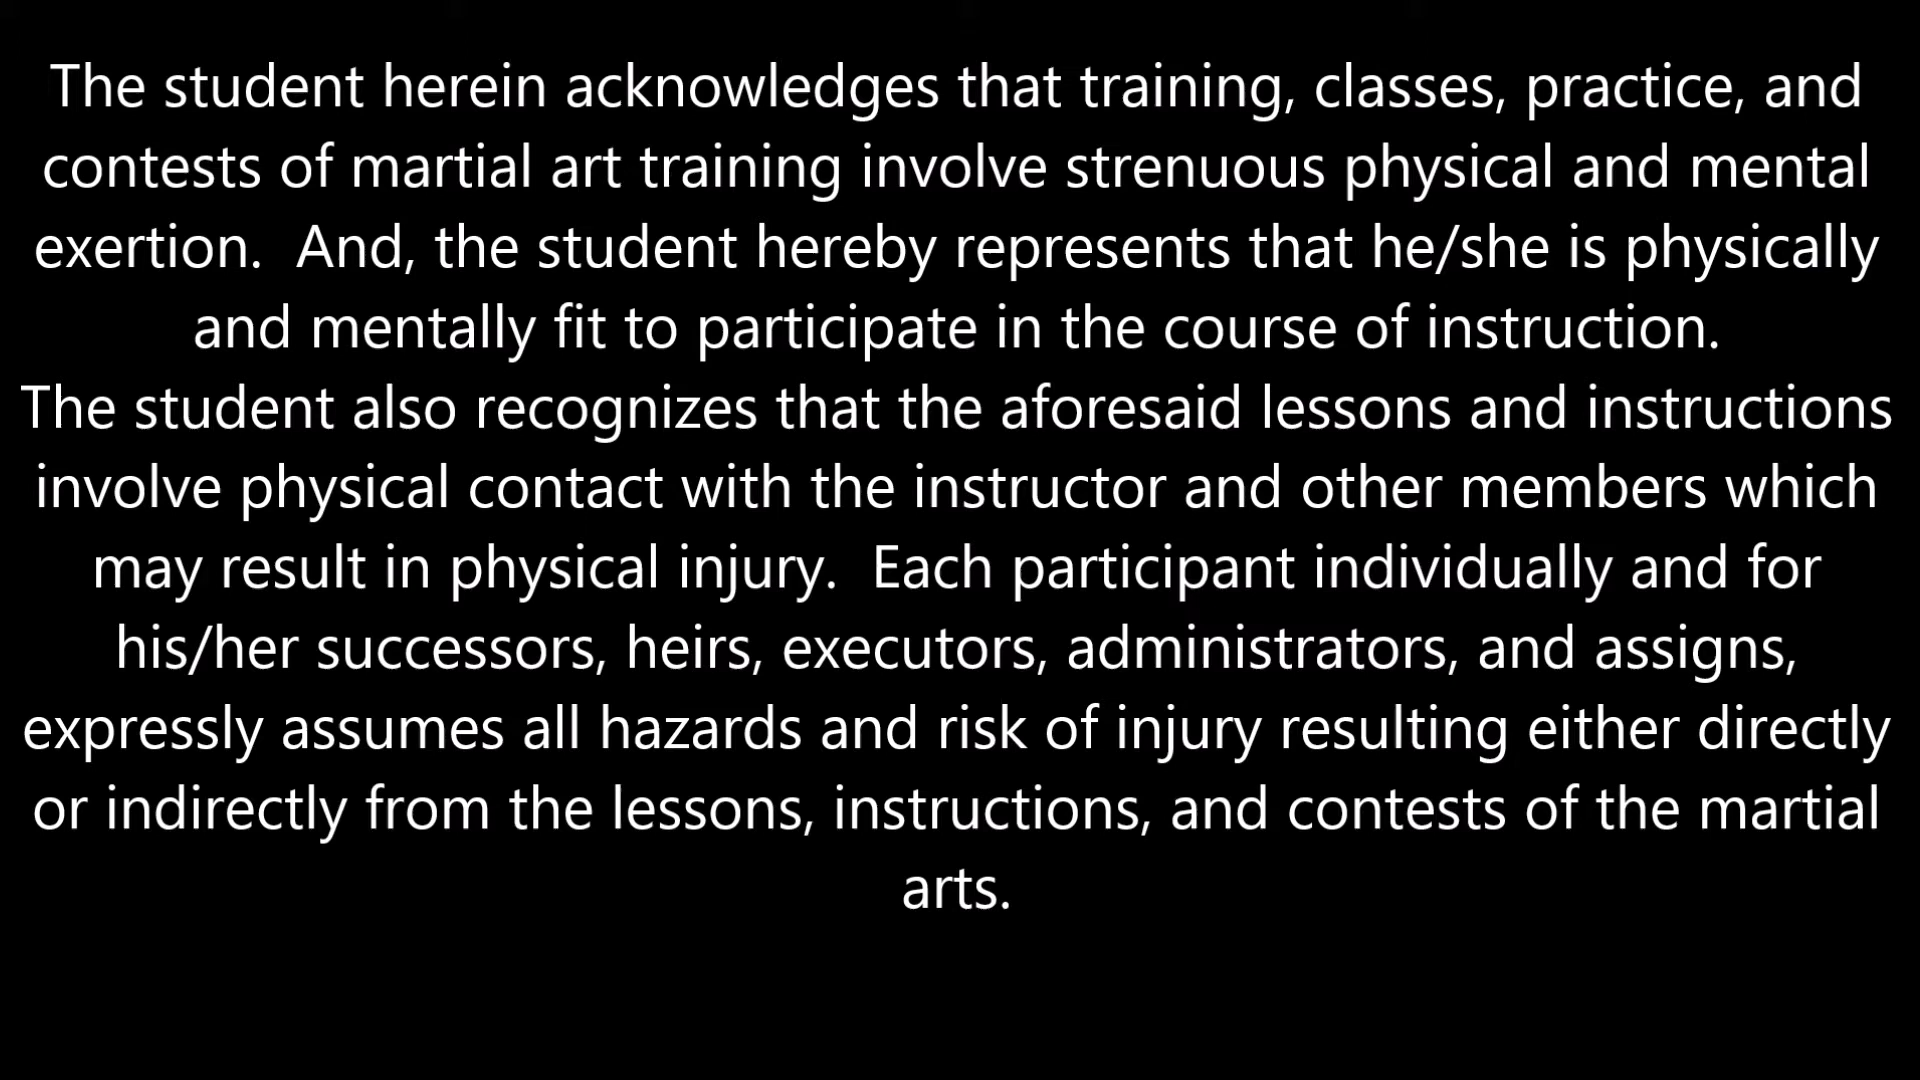 The student herein acknowledges that training, classes, practice, and
contests of martial art training involve strenuous physical and mental
exertion.  And, the student hereby represents that he/she is physically
and mentally fit to participate in the course of instruction.
The student also recognizes that the aforesaid lessons and instructions
involve physical contact with the instructor and other members which
may result in physical injury.  Each participant individually and for
his/her successors, heirs, executors, administrators, and assigns,
expressly assumes all hazards and risk of injury resulting either directly
or indirectly from the lessons, instructions, and contests of the martial
arts.